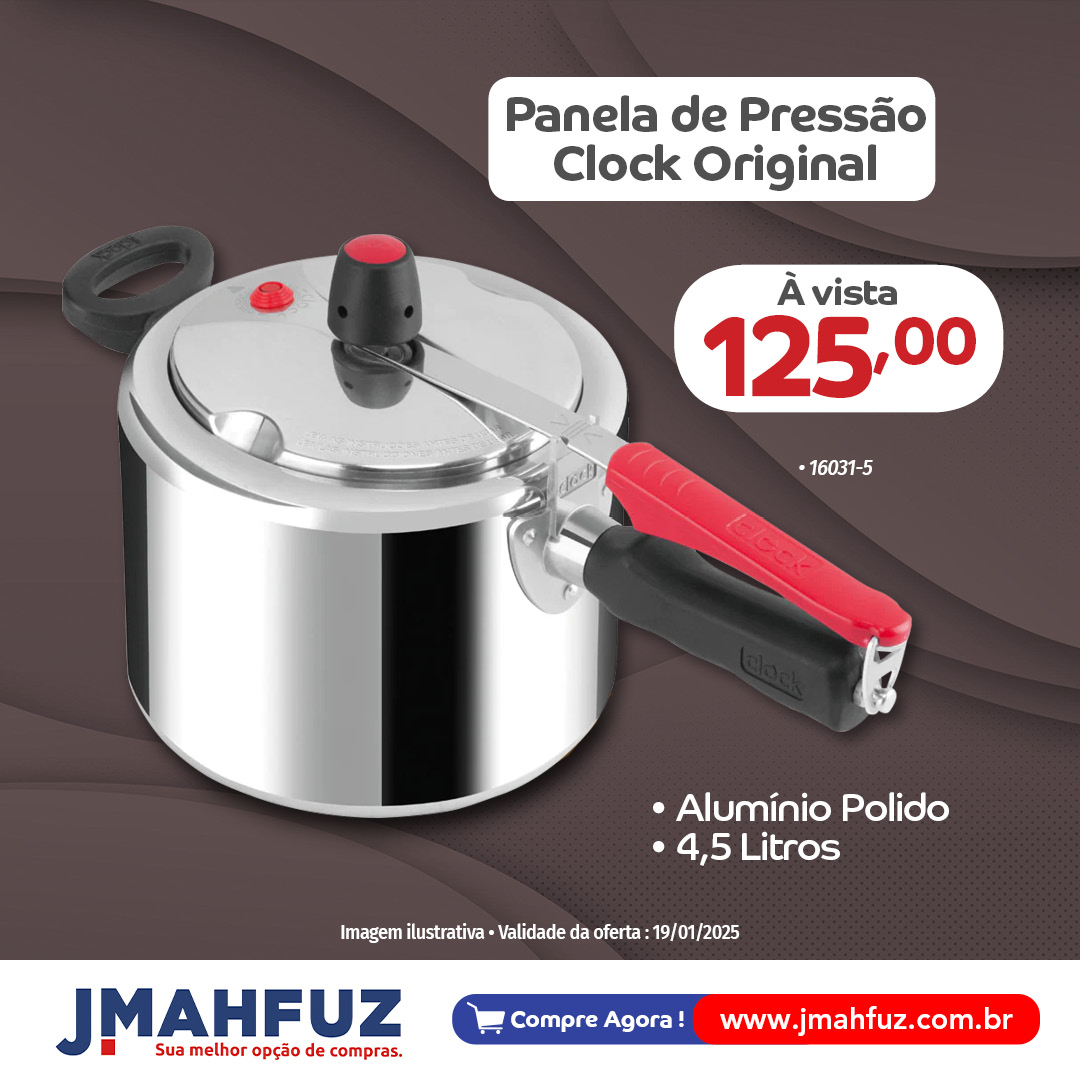 Panela de Pressão
Clock Original
À vista
125,00
• 16031-5
clock
clock
clock
• Alumínio Polido
• 4,5 Litros
Imagem ilustrativa • Validade da oferta : 19/01/2025
JMAHFUZ
Sua melhor opção de compras.
Compre Agora !
www.jmahfuz.com.br